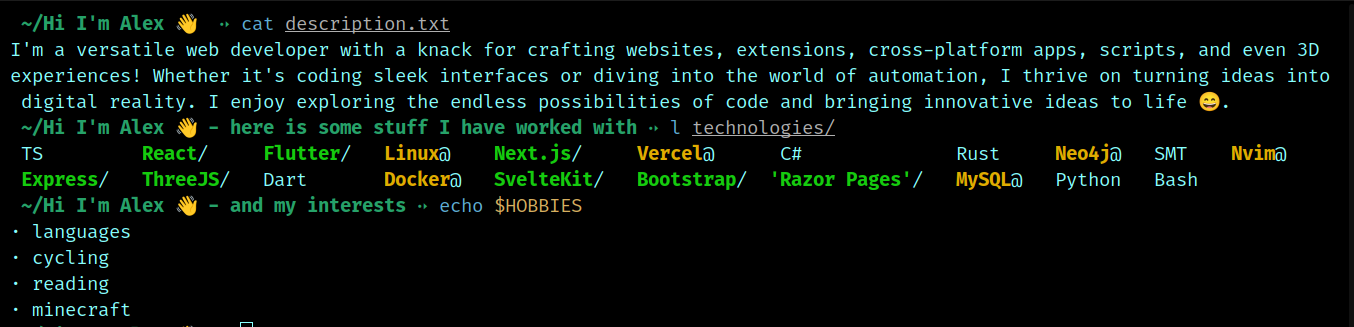 ~/Hi I'm Alex 👋 ⇢ cat description.txt
I'm a versatile web developer with a knack for crafting websites, extensions, cross-platform apps, scripts, and even 3D
experiences! Whether it's coding sleek interfaces or diving into the world of automation, I thrive on turning ideas into
digital reality. I enjoy exploring the endless possibilities of code and bringing innovative ideas to life 😄.
~/Hi I'm Alex 👋 - here is some stuff I have worked with ⇢ l technologies/
TS React/ Flutter/ Linux@ Next.js/ Vercel@ C# Rust Neo4j@ SMT Nvim@
Express/ ThreeJS/ Dart Docker@ SvelteKit/ Bootstrap/ 'Razor Pages'/ MySQL@ Python Bash
~/Hi I'm Alex 👋 - and my interests ⇢ echo $HOBBIES
· languages
· cycling
· reading
· minecraft